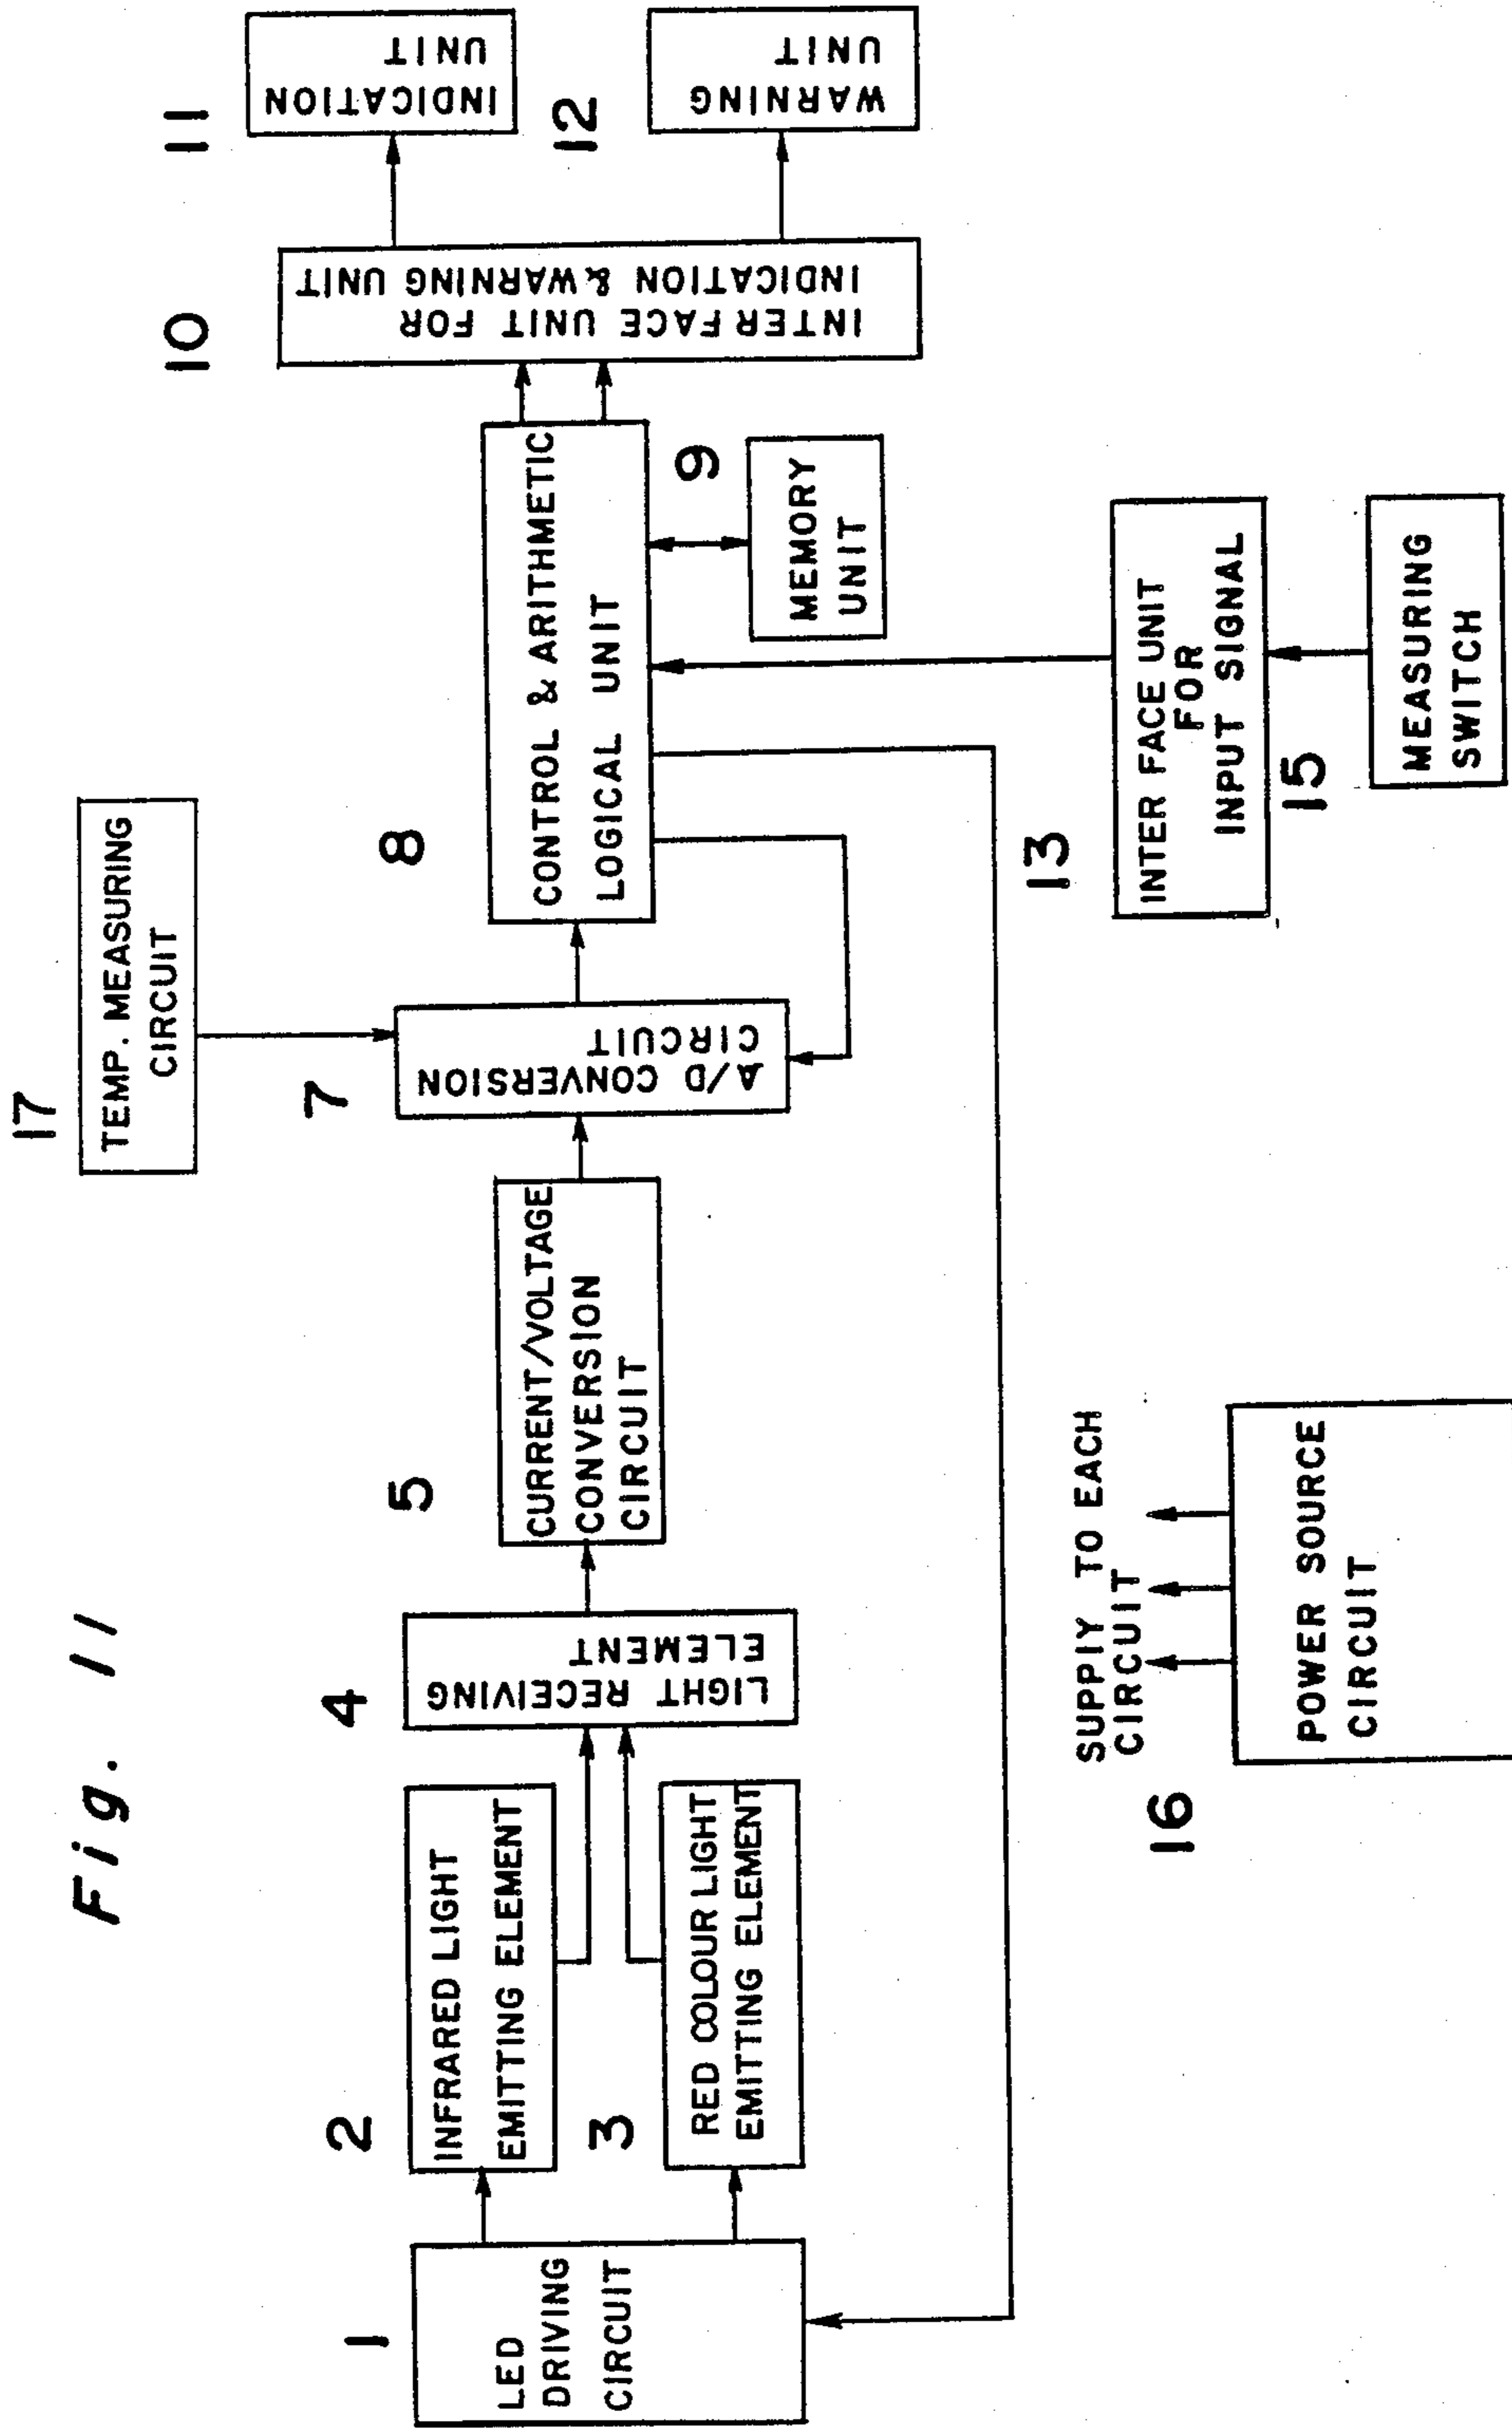 Fig. 11
1
LED
DRIVING
CIRCUIT
2
INFRARED LIGHT
EMITTING ELEMENT
3
RED COLOUR LIGHT
EMITTING ELEMENT
4
LIGHT RECEIVING
ELEMENT
5
CURRENT/VOLTAGE
CONVERSION
CIRCUIT
17
TEMP. MEASURING
CIRCUIT
7
A/D CONVERSION
CIRCUIT
8
CONTROL & ARITHMETIC
LOGICAL UNIT
9
MEMORY
UNIT
10
INTERFACE UNIT FOR
INDICATION & WARNING UNIT
11
INDICATION
UNIT
12
WARNING
UNIT
13
INTER FACE UNIT
FOR
INPUT SIGNAL
15
MEASURING
SWITCH
SUPPIY TO EACH
CIRCUIT
16
POWER SOURCE
CIRCUIT